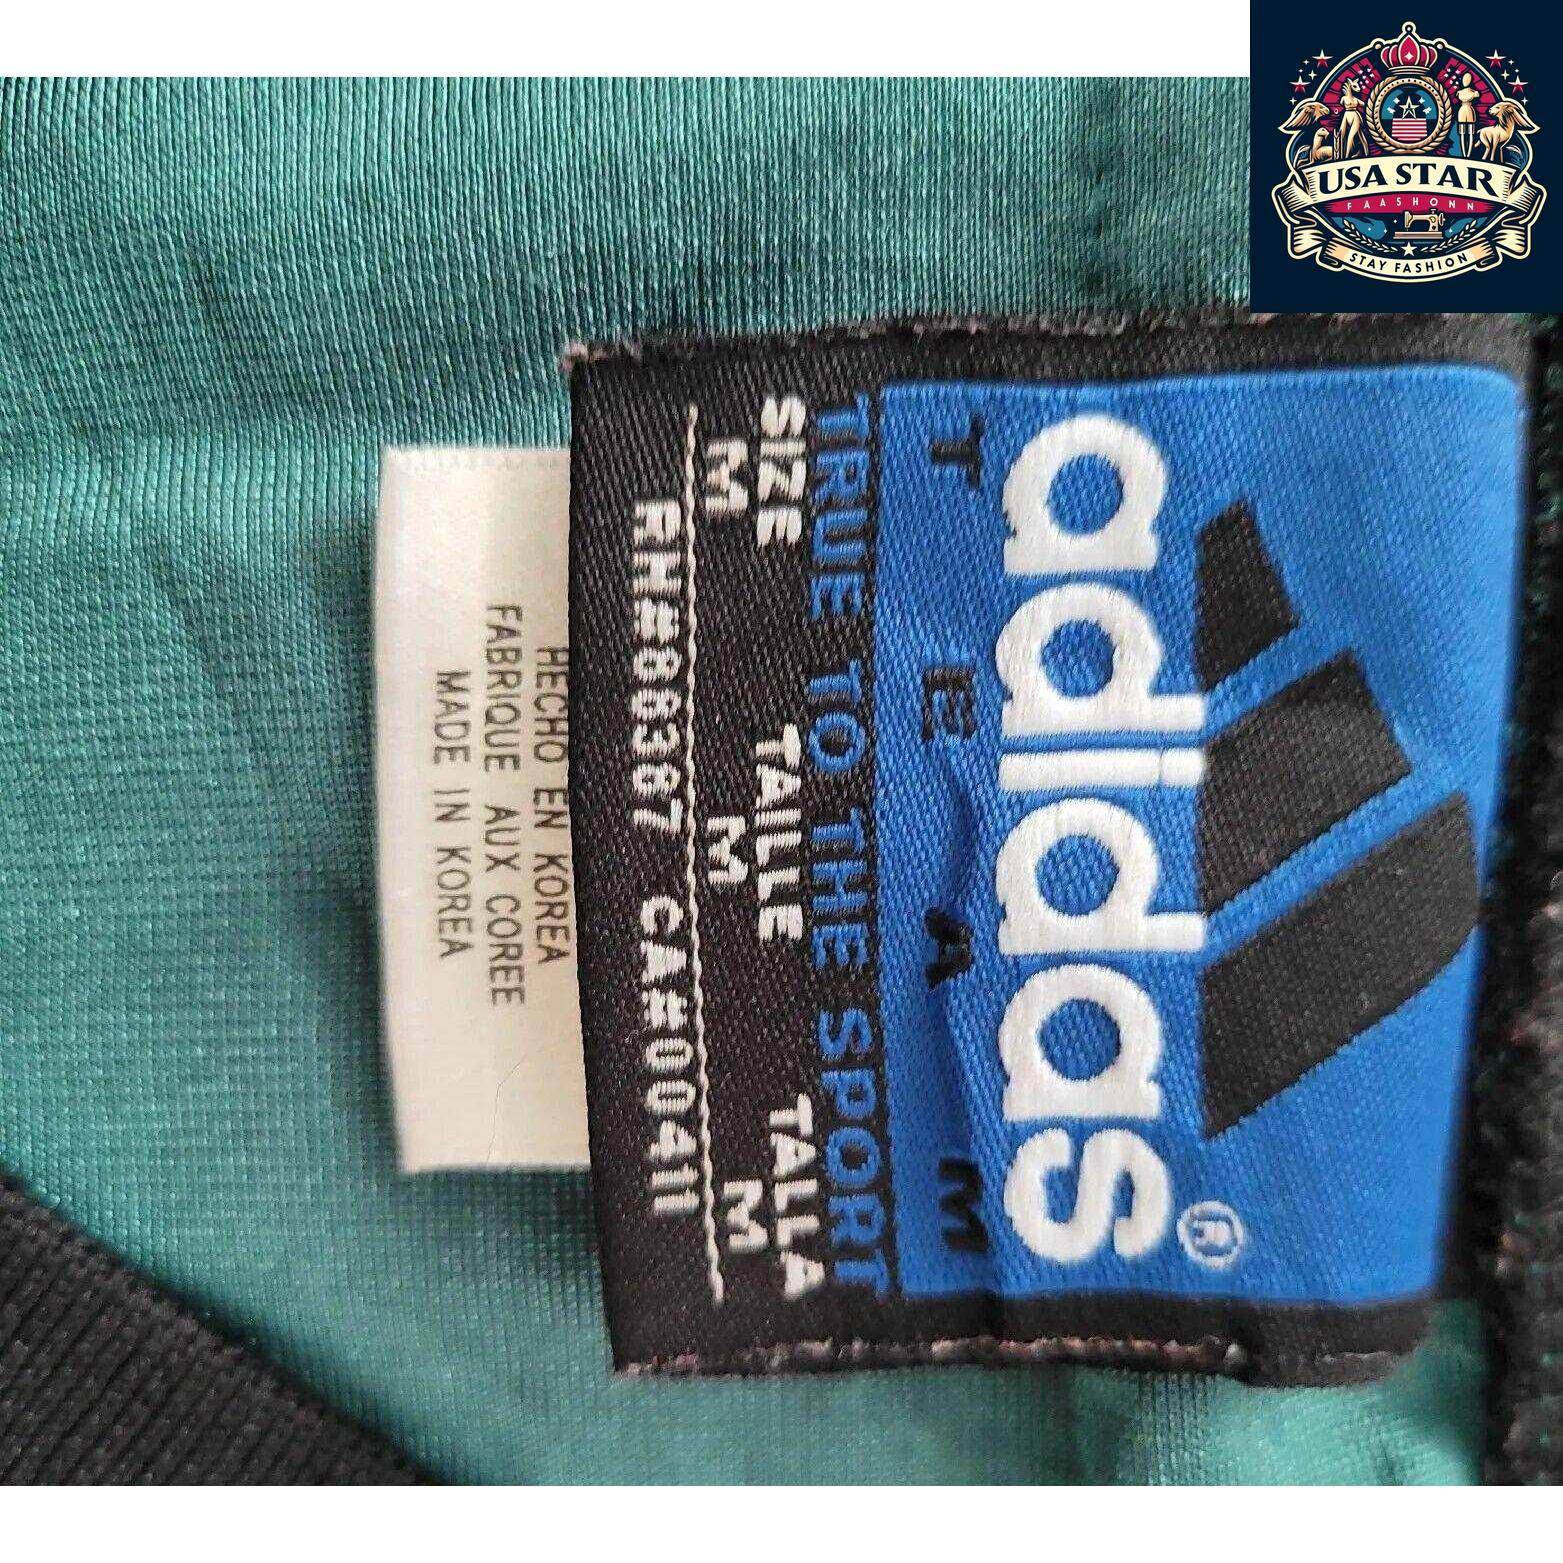 USA STAR
FAASHONN
STAY FASHION
adidas®
TEAM
TRUE TO THE SPORT
SIZE TAILLE TALLA
M M M
RN#88387 CA#00411
HECHO EN KOREA
FABRIQUE AUX COREE
MADE IN KOREA